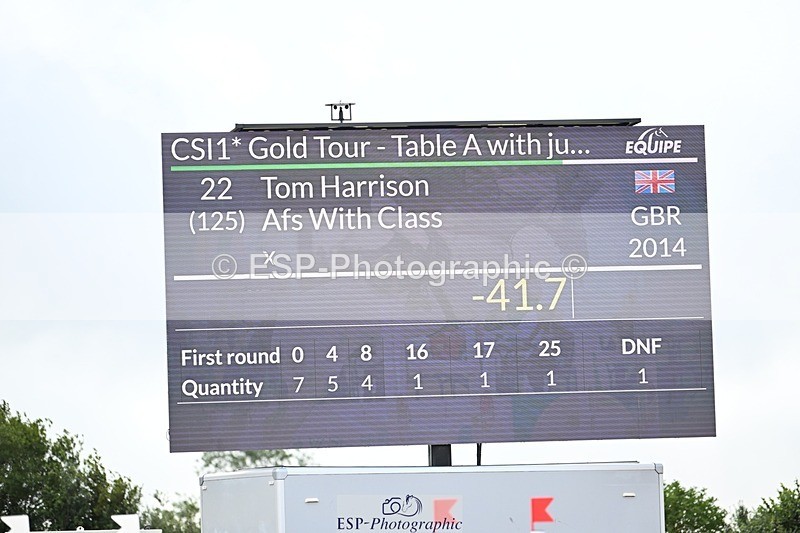 CSI1* Gold Tour - Table A with ju... EQUIPE
22 Tom Harrison
(125) Afs With Class GBR
x 2014
© ESP-Photographic ©
-41.7
First round 0 4 8 16 17 25 DNF
Quantity 7 5 4 1 1 1 1
ESP-Photographic